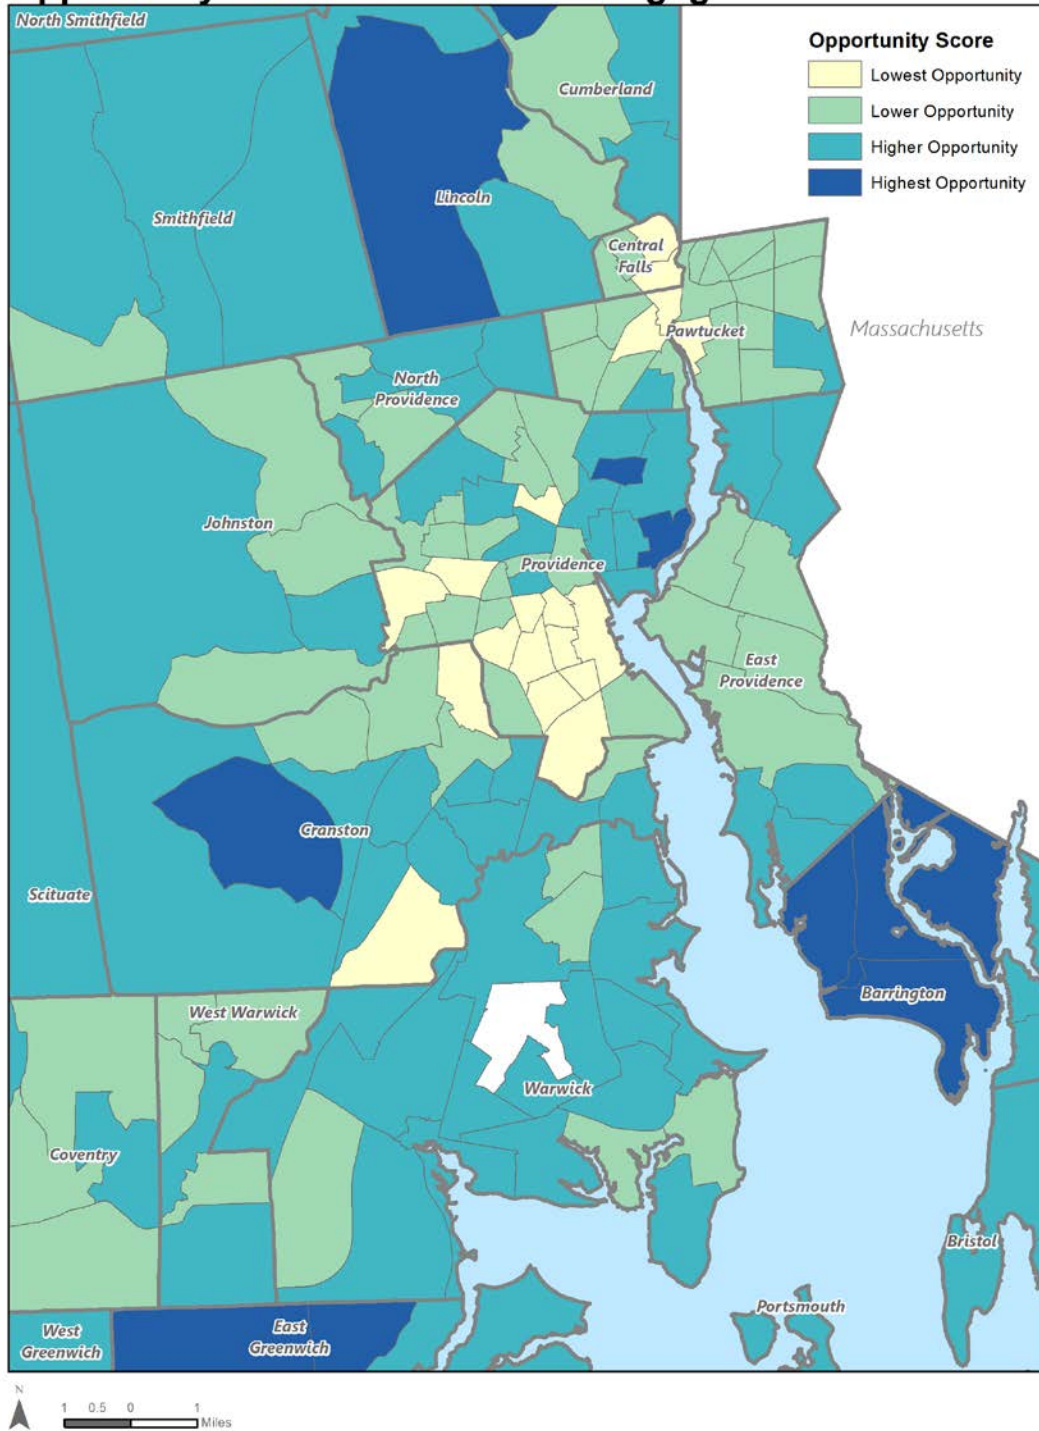 North Smithfield
Opportunity Score
Lowest Opportunity
Lower Opportunity
Higher Opportunity
Highest Opportunity
Cumberland
Lincoln
Smithfield
Central
Falls
Pawtucket
Massachusetts
North
Providence
Johnston
Providence
East
Providence
Cranston
Scituate
Barrington
West Warwick
Warwick
Coventry
Bristol
Portsmouth
West
Greenwich
East
Greenwich
N
1 0.5 0 1
Miles